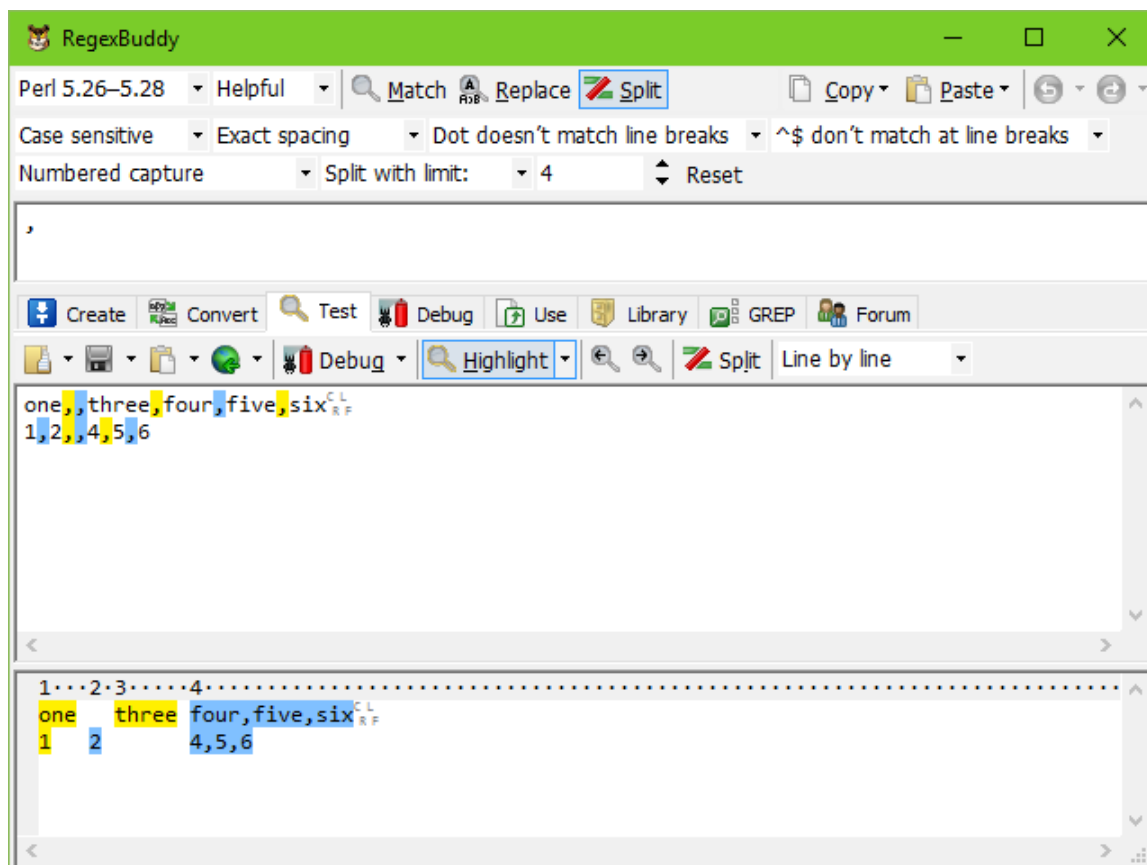 RegexBuddy
Perl 5.26–5.28 Helpful Match Replace Split Copy Paste
Case sensitive Exact spacing Dot doesn't match line breaks ^$ don't match at line breaks
Numbered capture Split with limit: 4 Reset
,
Create Convert Test Debug Use Library GREP Forum
Debug Highlight Split Line by line
one,,three,four,five,six CRLF
1,2,,4,5,6
1···2·3·····4·········································································
one three four,five,six CRLF
1 2 4,5,6